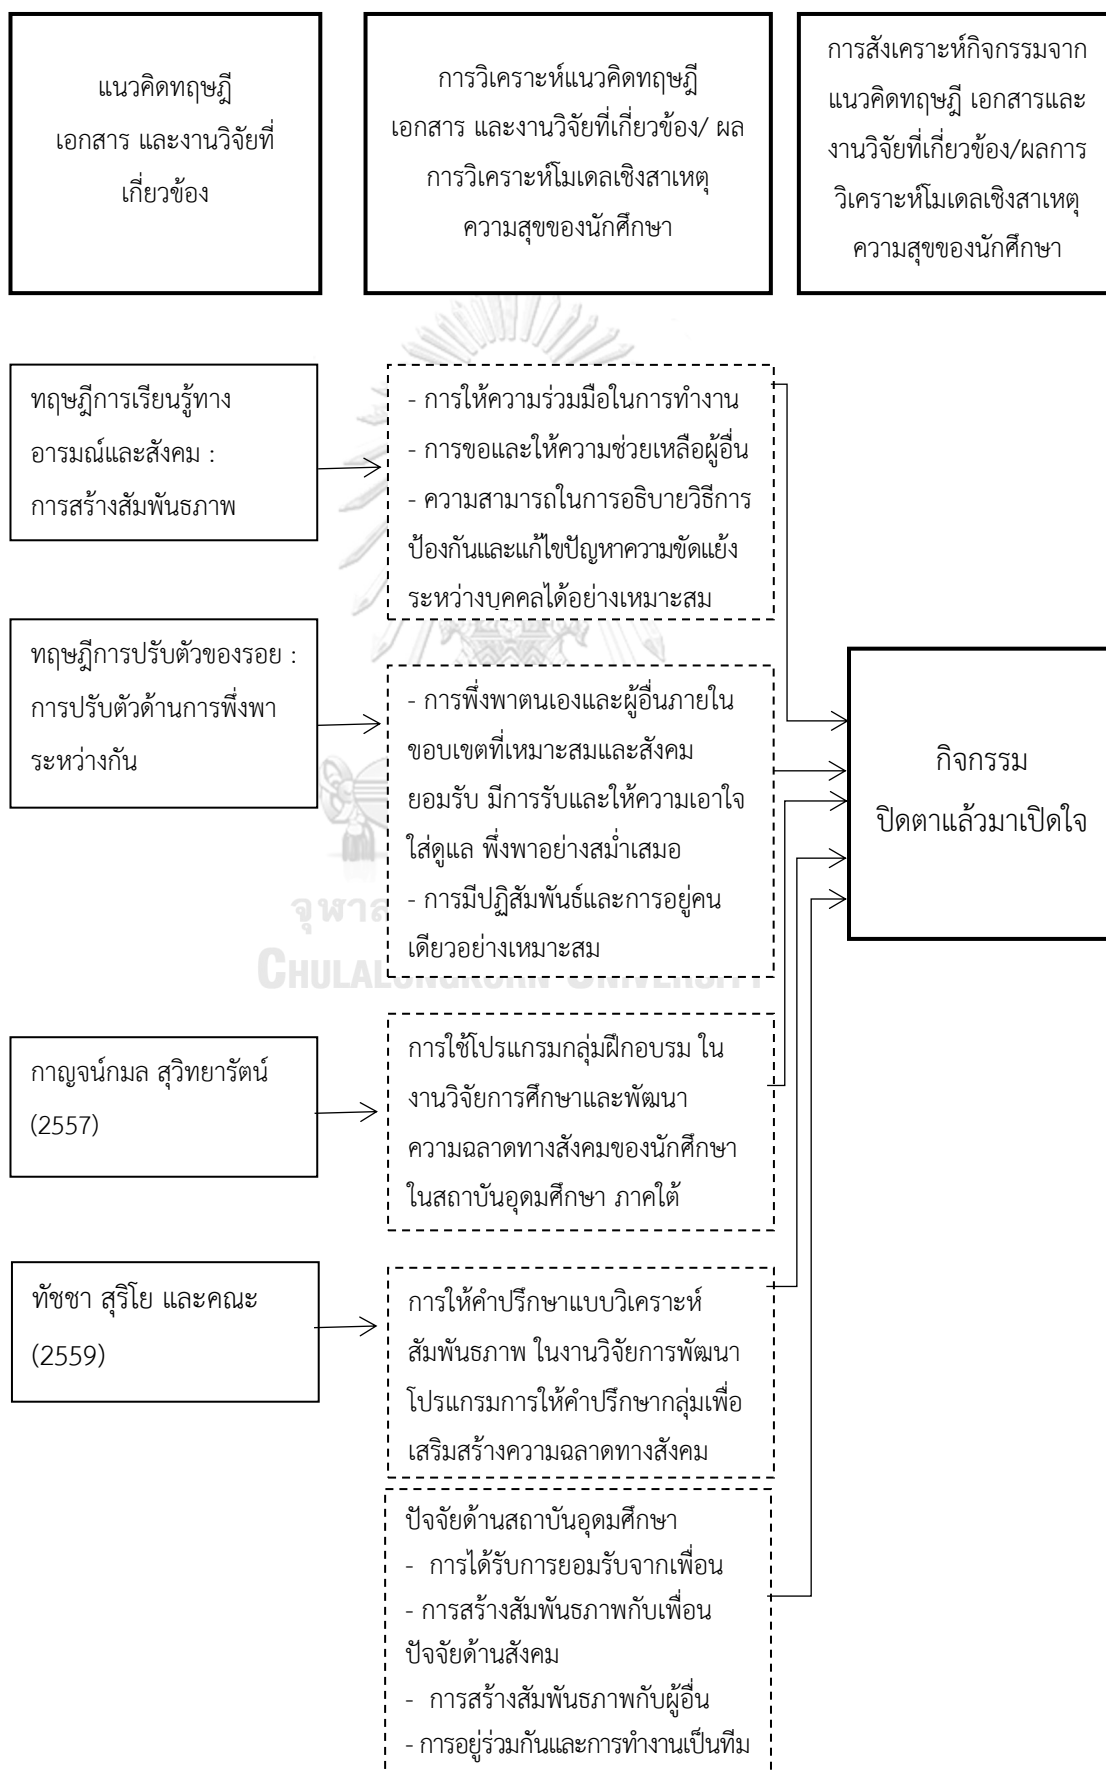 แนวคิดทฤษฎี
เอกสาร และงานวิจัยที่
เกี่ยวข้อง
การวิเคราะห์แนวคิดทฤษฎี
เอกสาร และงานวิจัยที่เกี่ยวข้อง/ ผล
การวิเคราะห์โมเดลเชิงสาเหตุ
ความสุขของนักศึกษา
การสังเคราะห์กิจกรรมจาก
แนวคิดทฤษฎี เอกสารและ
งานวิจัยที่เกี่ยวข้อง/ผลการ
วิเคราะห์โมเดลเชิงสาเหตุ
ความสุขของนักศึกษา
ทฤษฎีการเรียนรู้ทาง
อารมณ์และสังคม :
การสร้างสัมพันธภาพ
- การให้ความร่วมมือในการทำงาน
- การขอและให้ความช่วยเหลือผู้อื่น
- ความสามารถในการอธิบายวิธีการ
ป้องกันและแก้ไขปัญหาความขัดแย้ง
ระหว่างบุคคลได้อย่างเหมาะสม
ทฤษฎีการปรับตัวของรอย :
การปรับตัวด้านการพึ่งพา
ระหว่างกัน
- การพึ่งพาตนเองและผู้อื่นภายใน
ขอบเขตที่เหมาะสมและสังคม
ยอมรับ มีการรับและให้ความเอาใจ
ใส่ดูแล พึ่งพาอย่างสม่ำเสมอ
- การมีปฏิสัมพันธ์และการอยู่คน
เดียวอย่างเหมาะสม
กิจกรรม
ปิดตาแล้วมาเปิดใจ
จุฬาล
CHULALONGKORN UNIVERSITY
กาญจน์กมล สุวิทยารัตน์
(2557)
การใช้โปรแกรมกลุ่มฝึกอบรม ใน
งานวิจัยการศึกษาและพัฒนา
ความฉลาดทางสังคมของนักศึกษา
ในสถาบันอุดมศึกษา ภาคใต้
ทัชชา สุริโย และคณะ
(2559)
การให้คำปรึกษาแบบวิเคราะห์
สัมพันธภาพ ในงานวิจัยการพัฒนา
โปรแกรมการให้คำปรึกษากลุ่มเพื่อ
เสริมสร้างความฉลาดทางสังคม
ปัจจัยด้านสถาบันอุดมศึกษา
- การได้รับการยอมรับจากเพื่อน
- การสร้างสัมพันธภาพกับเพื่อน
ปัจจัยด้านสังคม
- การสร้างสัมพันธภาพกับผู้อื่น
- การอยู่ร่วมกันและการทำงานเป็นทีม